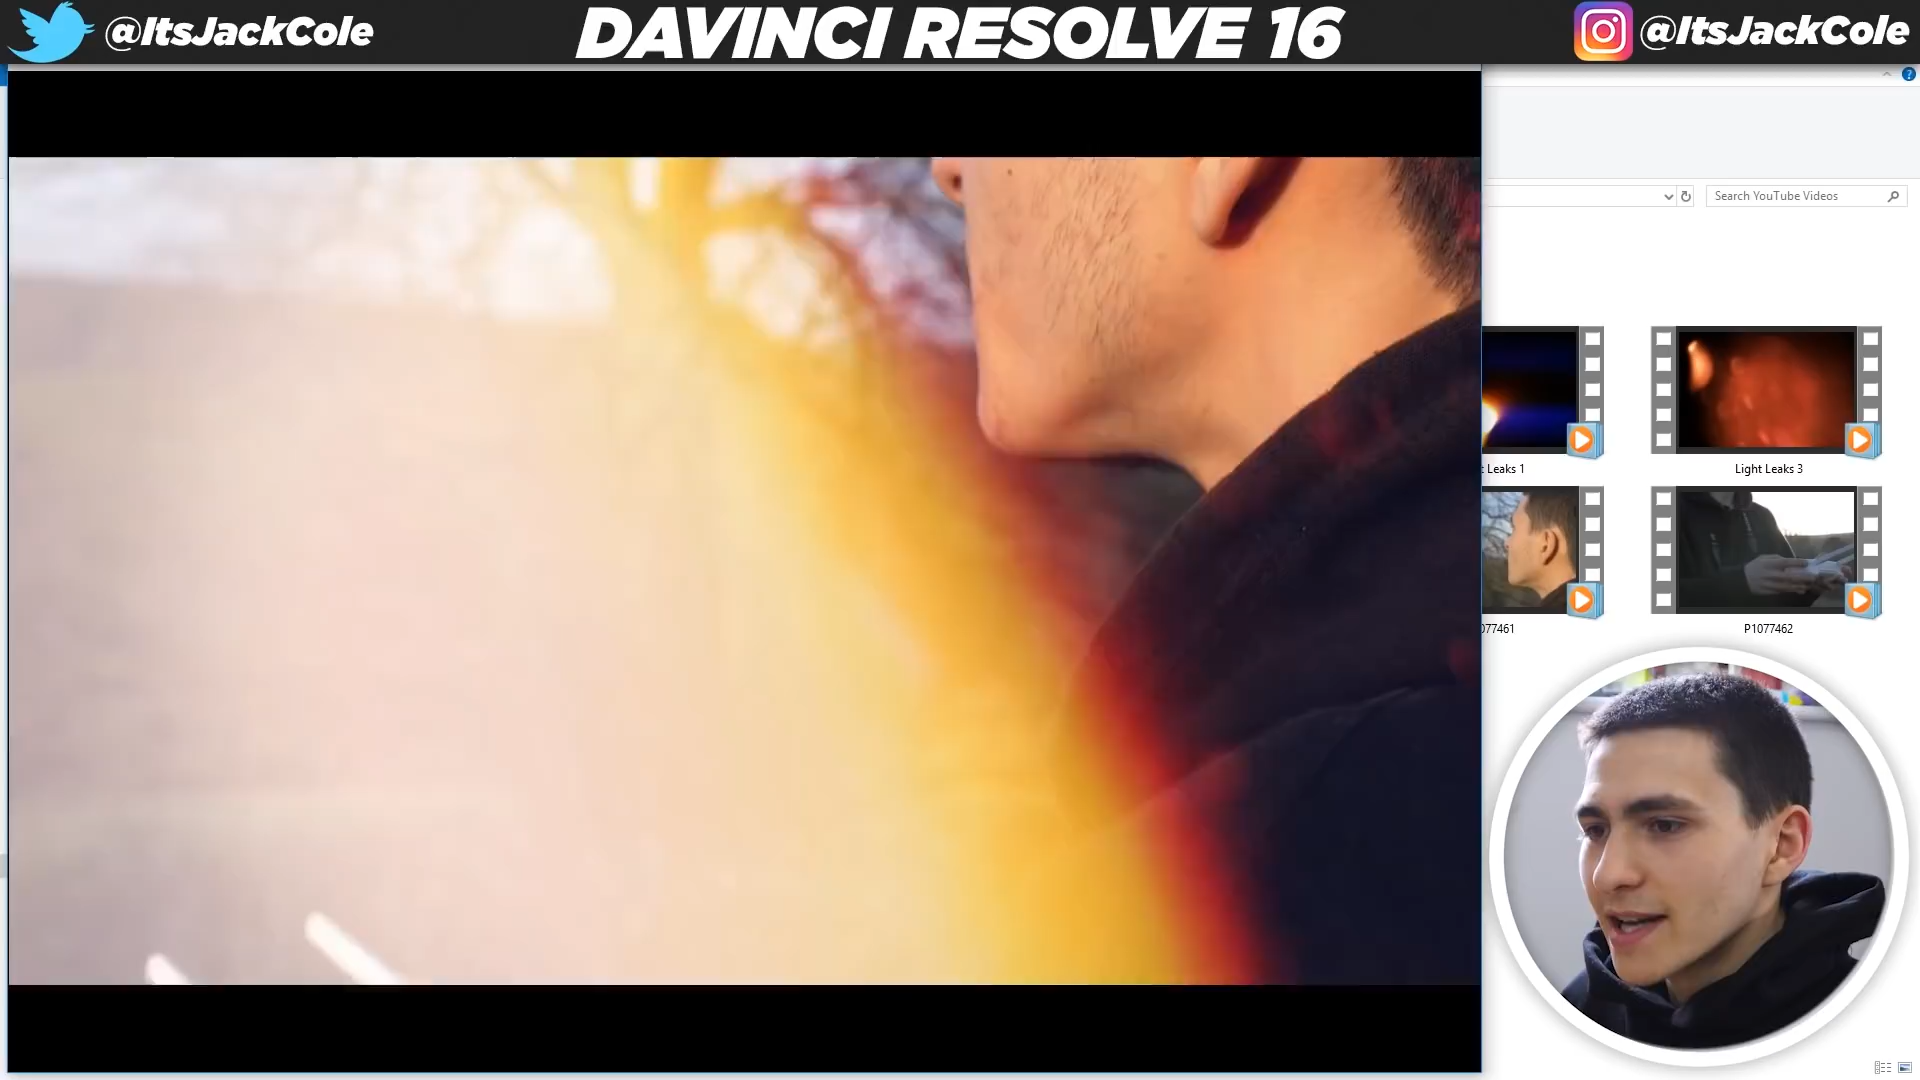 @ItsJackCole
DAVINCI RESOLVE 16
@ItsJackCole
?
Search YouTube Videos
Leaks 1
Light Leaks 3
077461
P1077462